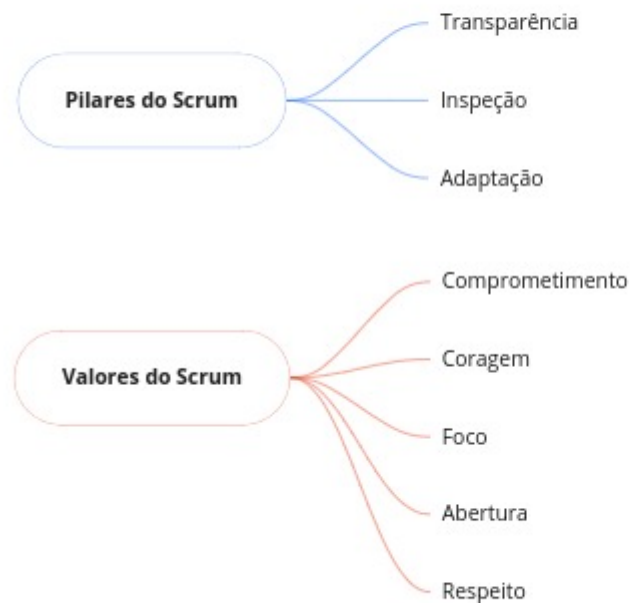 Pilares do Scrum
Transparência
Inspeção
Adaptação
Valores do Scrum
Comprometimento
Coragem
Foco
Abertura
Respeito